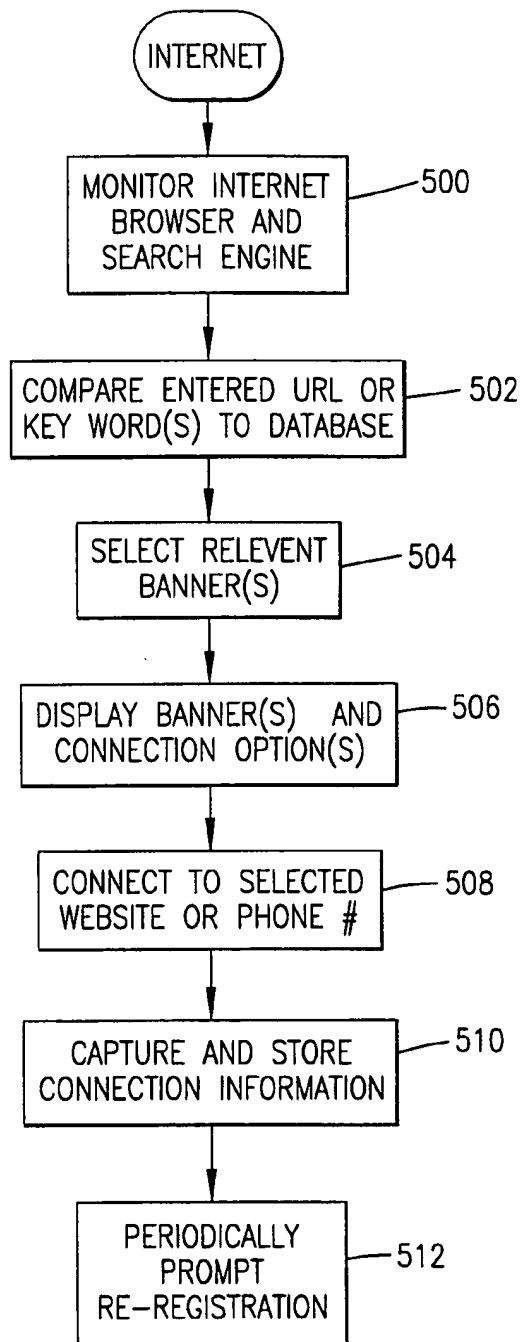 INTERNET
MONITOR INTERNET
BROWSER AND
SEARCH ENGINE
500
COMPARE ENTERED URL OR
KEY WORD(S) TO DATABASE
502
SELECT RELEVENT
BANNER(S)
504
DISPLAY BANNER(S) AND
CONNECTION OPTION(S)
506
CONNECT TO SELECTED
WEBSITE OR PHONE #
508
CAPTURE AND STORE
CONNECTION INFORMATION
510
PERIODICALLY
PROMPT
RE-REGISTRATION
512